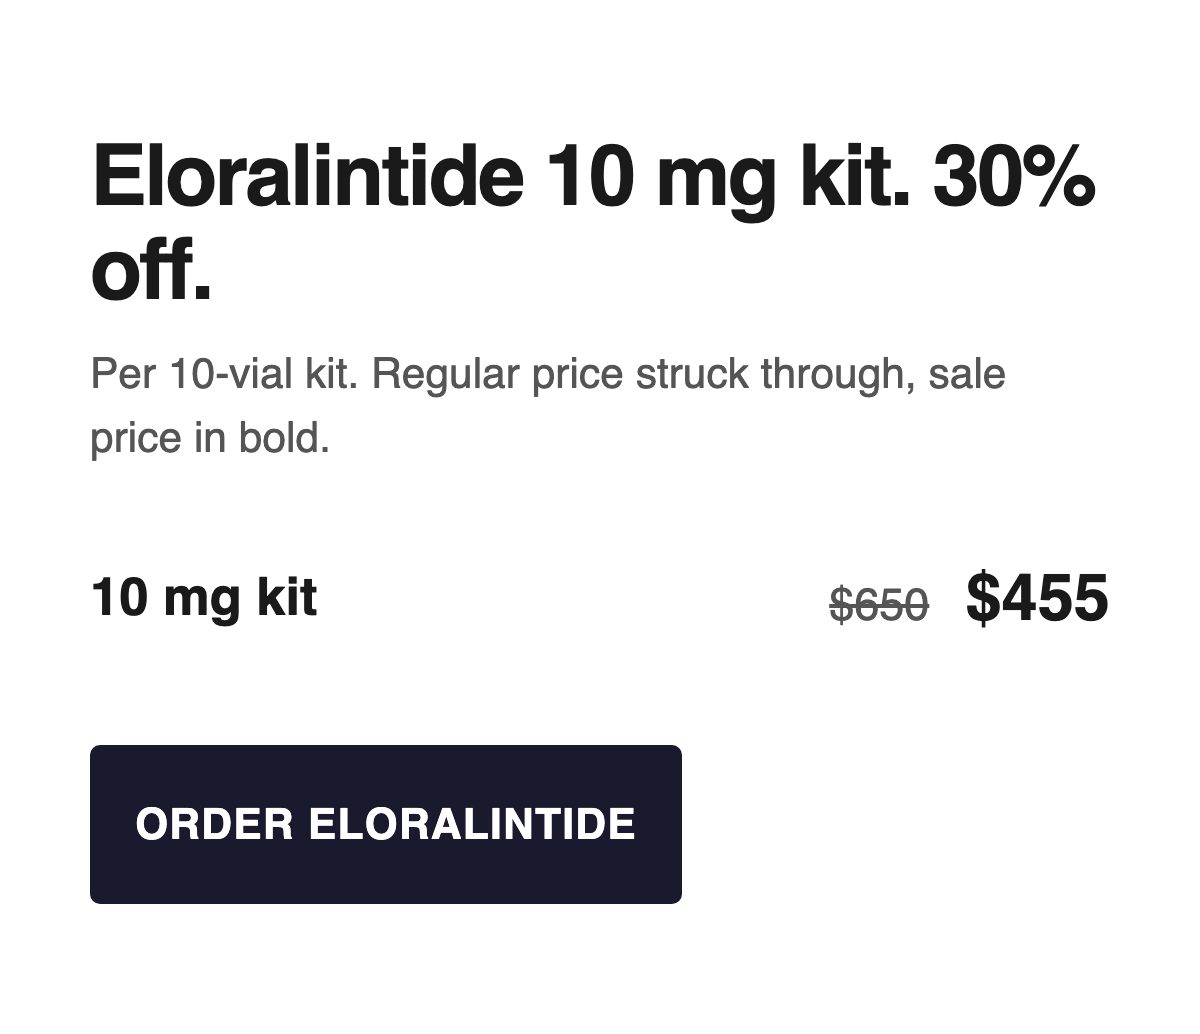 Eloralintide 10 mg kit. 30%
off.
Per 10-vial kit. Regular price struck through, sale
price in bold.
10 mg kit $650 $455
ORDER ELORALINTIDE